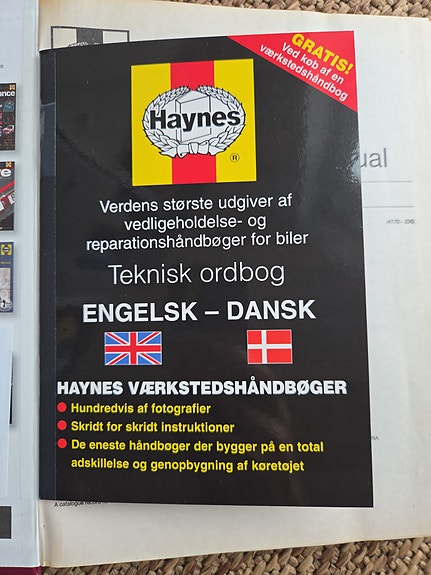 GRATIS!
Ved køb af en
værkstedshåndbog
Haynes
®
Verdens største udgiver af
vedligeholdelse- og
reparationshåndbøger for biler
Teknisk ordbog
ENGELSK – DANSK
HAYNES VÆRKSTEDSHÅNDBØGER
Hundredvis af fotografier
Skridt for skridt instruktioner
De eneste håndbøger der bygger på en total
adskillelse og genopbygning af køretøjet
A catalogue